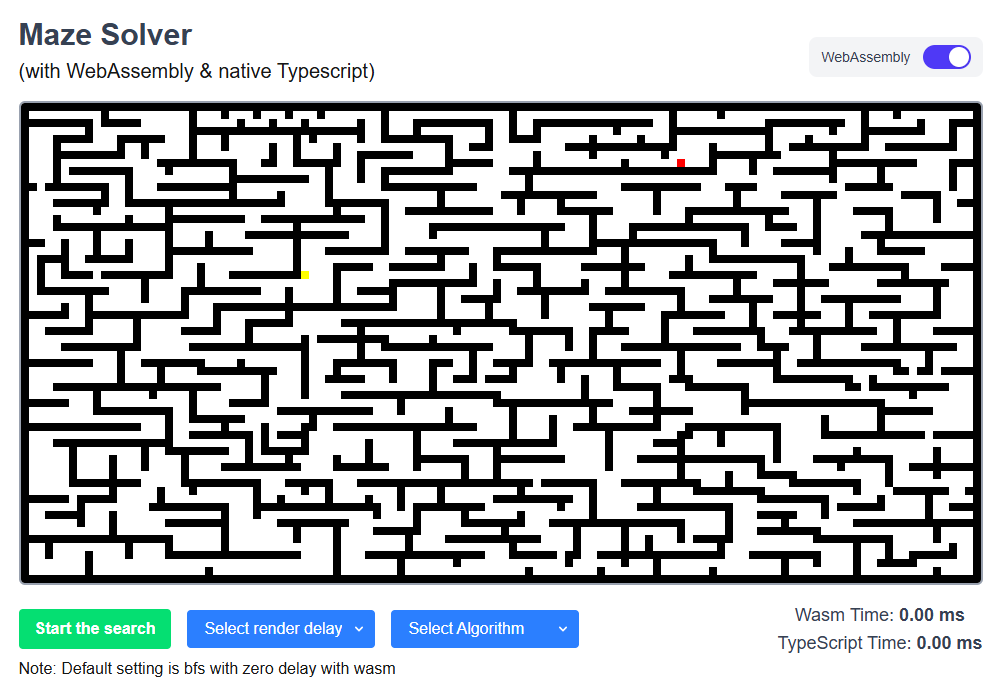 Maze Solver
(with WebAssembly & native Typescript)
WebAssembly
Start the search
Select render delay
Select Algorithm
Wasm Time: 0.00 ms
TypeScript Time: 0.00 ms
Note: Default setting is bfs with zero delay with wasm